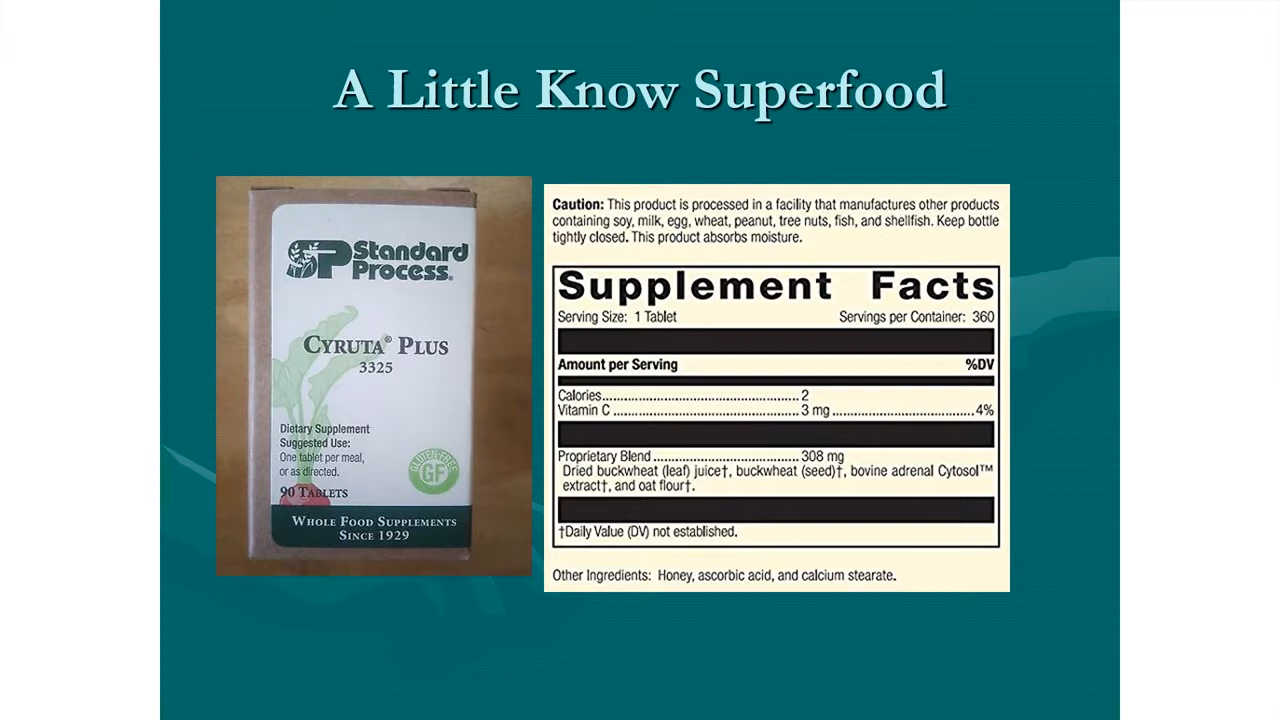 A Little Know Superfood
SP Standard
Process®
CYRUTA® PLUS
3325
Dietary Supplement
Suggested Use:
One tablet per meal,
or as directed.
90 TABLETS
GLUTEN-FREE
GF
WHOLE FOOD SUPPLEMENTS
SINCE 1929
Caution: This product is processed in a facility that manufactures other products
containing soy, milk, egg, wheat, peanut, tree nuts, fish, and shellfish. Keep bottle
tightly closed. This product absorbs moisture.
Supplement Facts
Serving Size: 1 Tablet Servings per Container: 360
Amount per Serving %DV
Calories 2
Vitamin C 3 mg 4%
Proprietary Blend 308 mg
Dried buckwheat (leaf) juice†, buckwheat (seed)†, bovine adrenal Cytosol™
extract†, and oat flour†.
†Daily Value (DV) not established.
Other Ingredients: Honey, ascorbic acid, and calcium stearate.